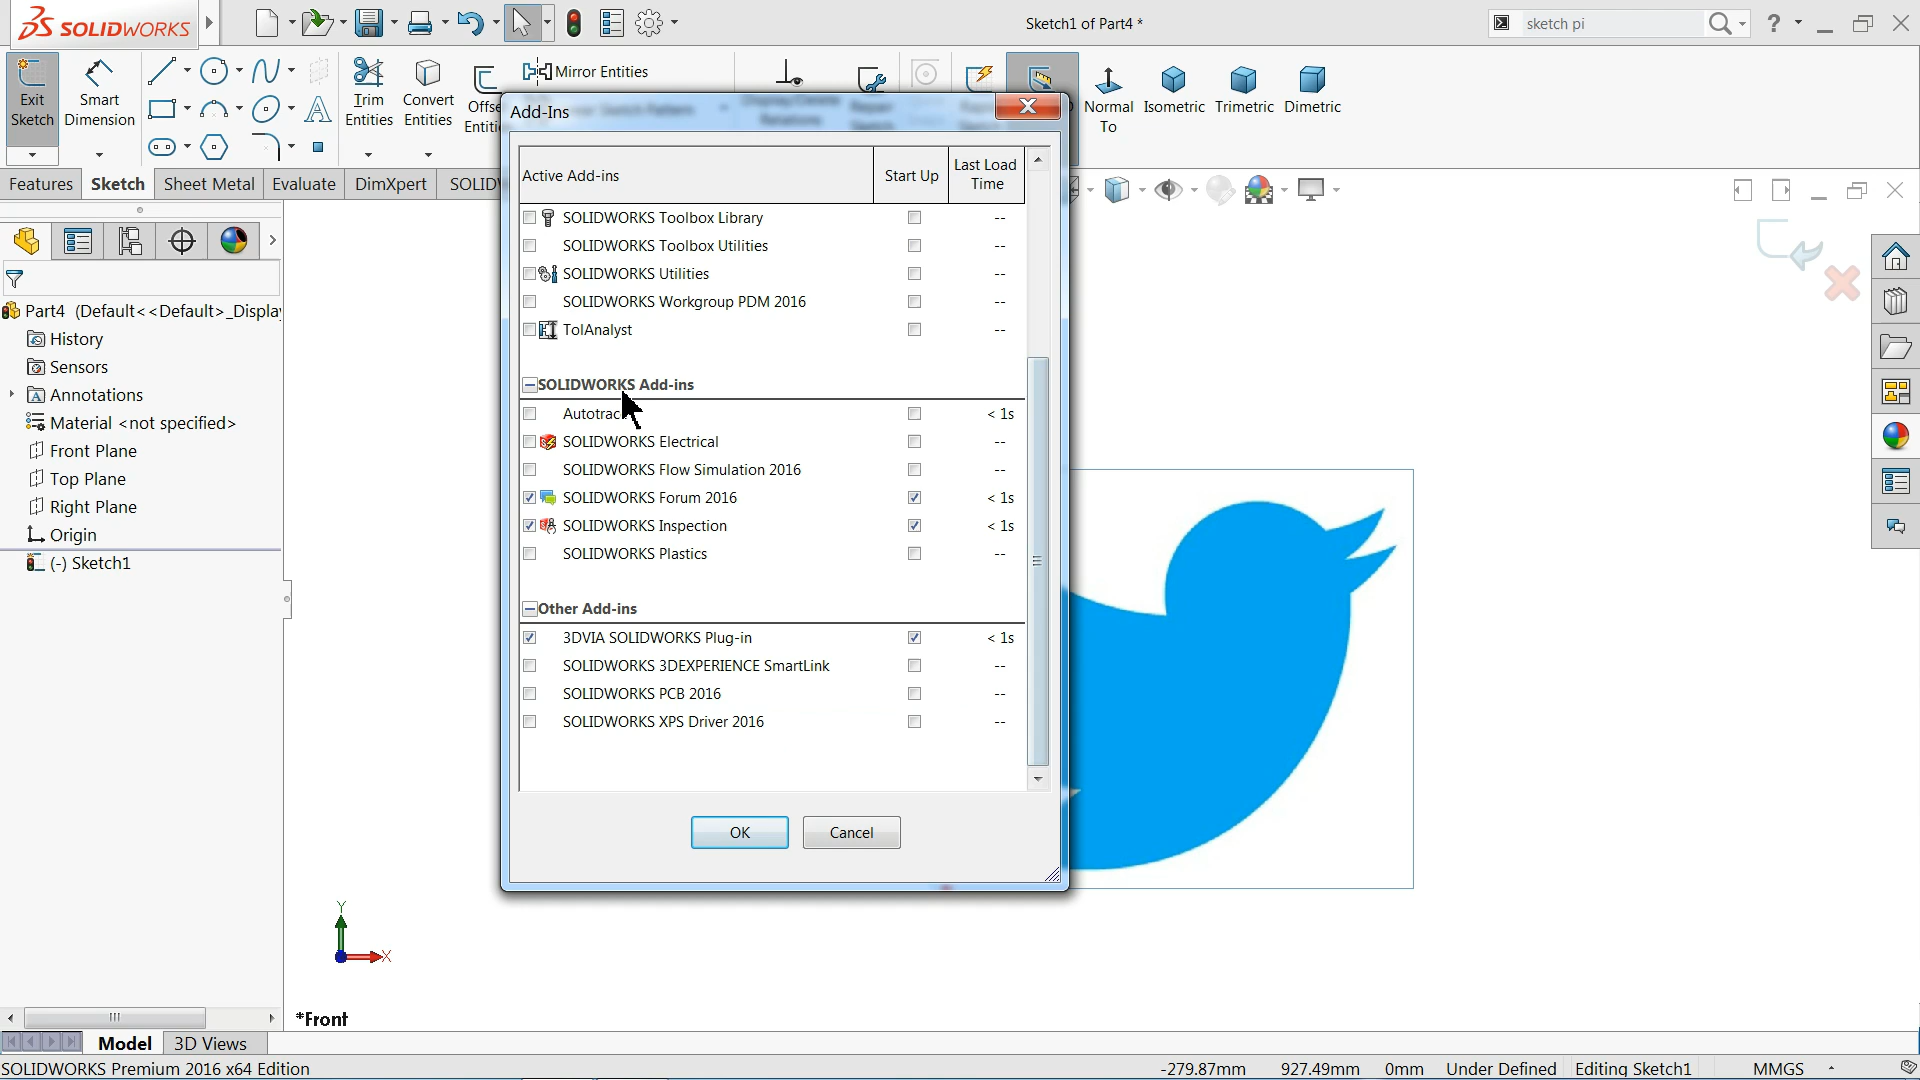 SOLIDWORKS
Sketch1 of Part4 *
sketch pi
Exit Sketch
Smart Dimension
Trim Entities
Convert Entities
Offse
Entitie
Mirror Entities
Normal To
Isometric
Trimetric
Dimetric
Features
Sketch
Sheet Metal
Evaluate
DimXpert
SOLIDW
Part4 (Default<<Default>_Display
History
Sensors
Annotations
Material <not specified>
Front Plane
Top Plane
Right Plane
Origin
(-) Sketch1
Add-Ins
Active Add-ins Start Up Last Load Time
SOLIDWORKS Toolbox Library --
SOLIDWORKS Toolbox Utilities --
SOLIDWORKS Utilities --
SOLIDWORKS Workgroup PDM 2016 --
TolAnalyst --
SOLIDWORKS Add-ins
Autotrac < 1s
SOLIDWORKS Electrical --
SOLIDWORKS Flow Simulation 2016 --
SOLIDWORKS Forum 2016 < 1s
SOLIDWORKS Inspection < 1s
SOLIDWORKS Plastics --
Other Add-ins
3DVIA SOLIDWORKS Plug-in < 1s
SOLIDWORKS 3DEXPERIENCE SmartLink --
SOLIDWORKS PCB 2016 --
SOLIDWORKS XPS Driver 2016 --
OK Cancel
Y
X
*Front
Model 3D Views
SOLIDWORKS Premium 2016 x64 Edition -279.87mm 927.49mm 0mm Under Defined Editing Sketch1 MMGS